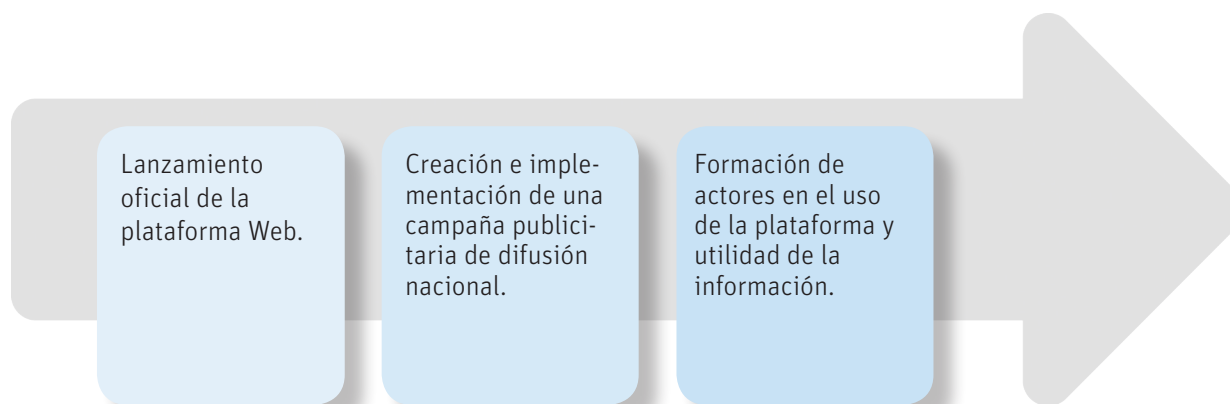 Lanzamiento
oficial de la
plataforma Web.
Creación e imple-
mentación de una
campaña publici-
taria de difusión
nacional.
Formación de
actores en el uso
de la plataforma y
utilidad de la
información.